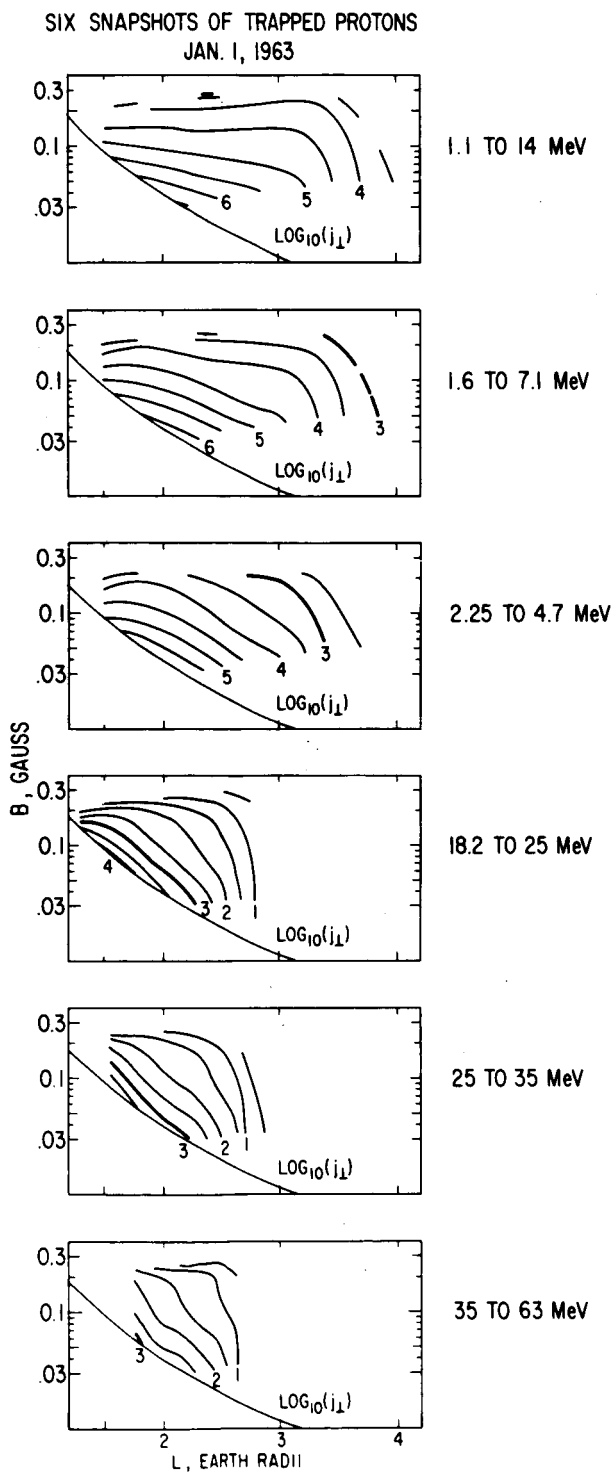 SIX SNAPSHOTS OF TRAPPED PROTONS
JAN. 1, 1963
0.3
0.1
.03
6
5
4
LOG10(j⊥)
1.1 TO 14 MeV
0.3
0.1
.03
6
5
4
3
LOG10(j⊥)
1.6 TO 7.1 MeV
0.3
0.1
.03
5
4
3
LOG10(j⊥)
2.25 TO 4.7 MeV
B, GAUSS
0.3
0.1
.03
4
3
2
1
LOG10(j⊥)
18.2 TO 25 MeV
0.3
0.1
.03
3
2
1
LOG10(j⊥)
25 TO 35 MeV
0.3
0.1
.03
3
2
1
LOG10(j⊥)
35 TO 63 MeV
2
3
4
L, EARTH RADII